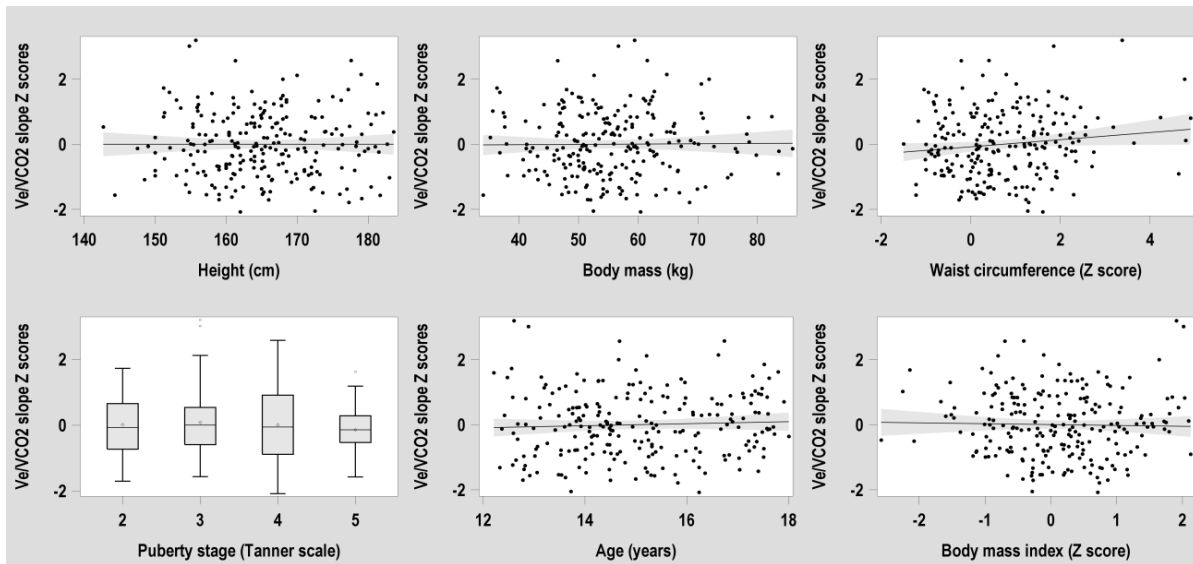 Ve/VCO2 slope Z scores
2
0
-2
140 150 160 170 180
Height (cm)
Ve/VCO2 slope Z scores
2
0
-2
40 50 60 70 80
Body mass (kg)
Ve/VCO2 slope Z scores
2
0
-2
-2 0 2 4
Waist circumference (Z score)
Ve/VCO2 slope Z scores
2
0
-2
2 3 4 5
Puberty stage (Tanner scale)
Ve/VCO2 slope Z scores
2
0
-2
12 14 16 18
Age (years)
Ve/VCO2 slope Z scores
2
0
-2
-2 -1 0 1 2
Body mass index (Z score)